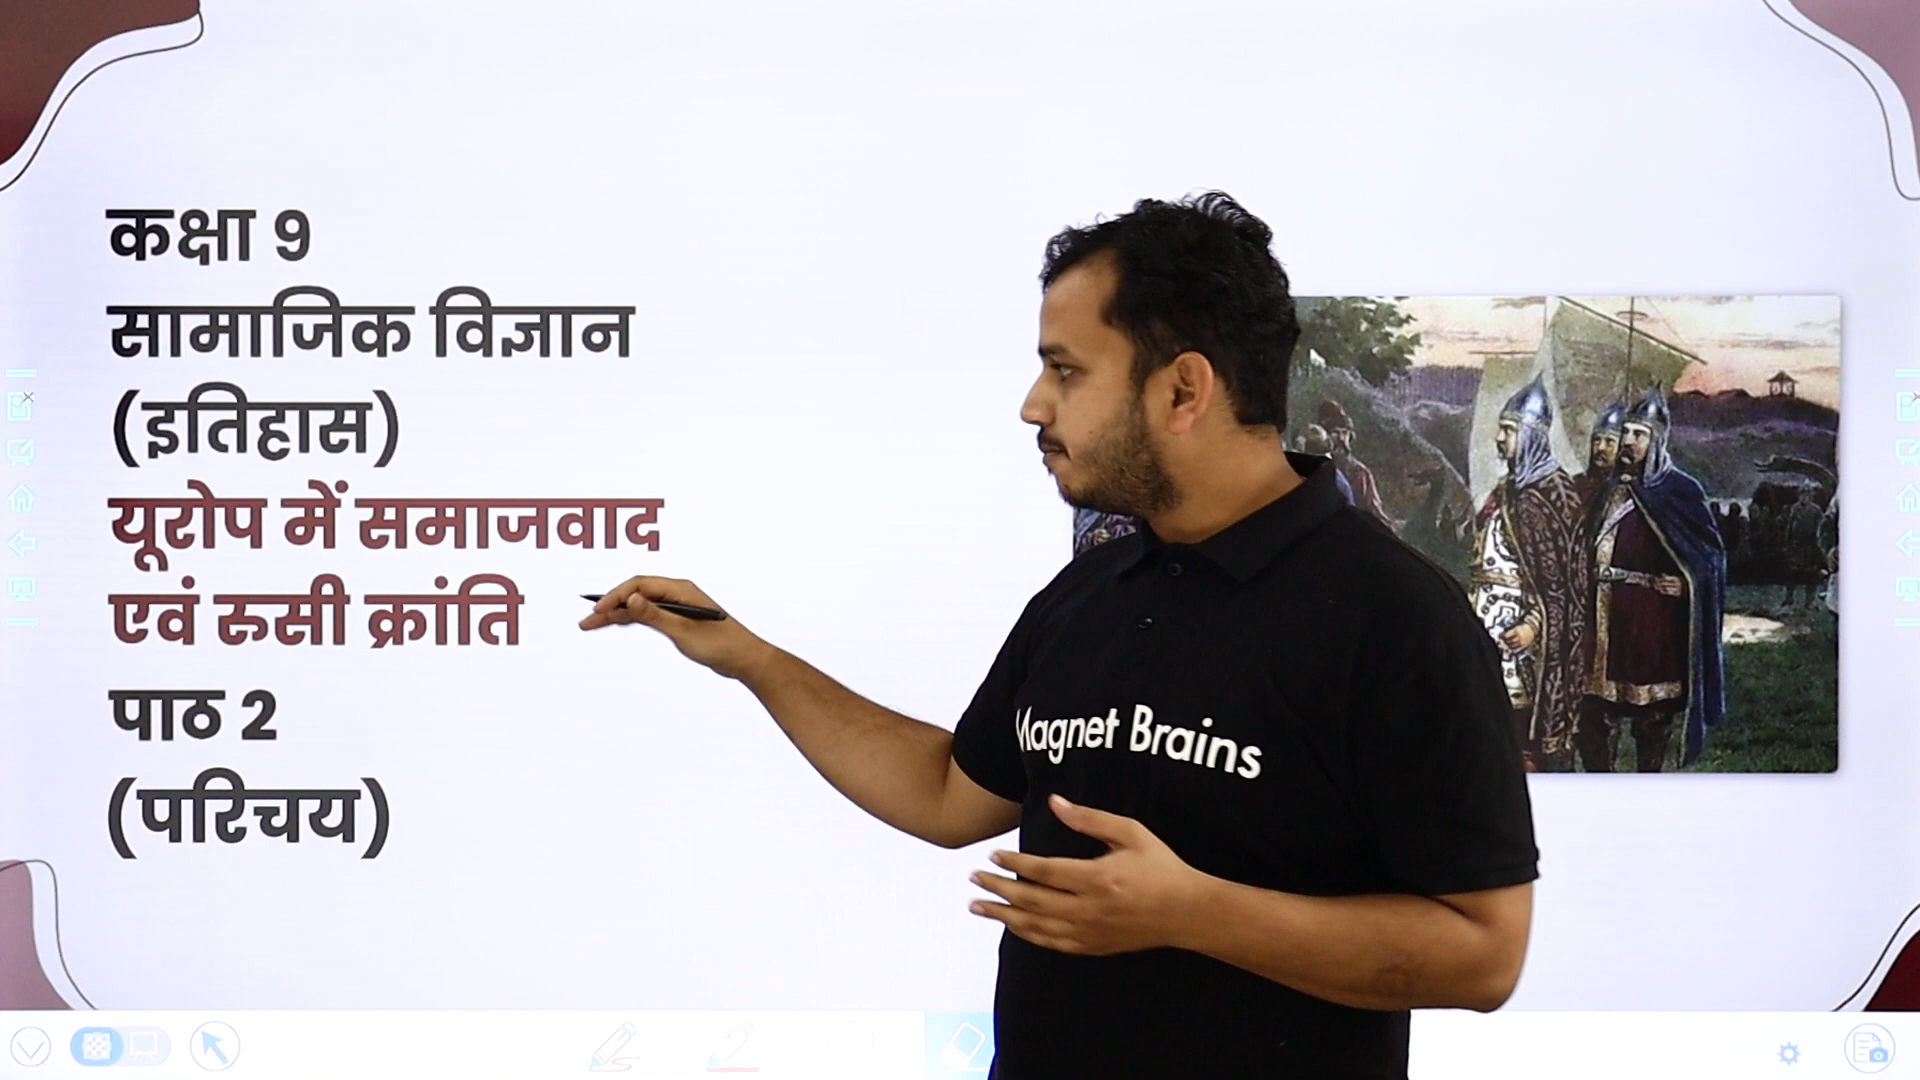 कक्षा 9
सामाजिक विज्ञान
(इतिहास)
यूरोप में समाजवाद
एवं रुसी क्रांति
पाठ 2
(परिचय)
Magnet Brains